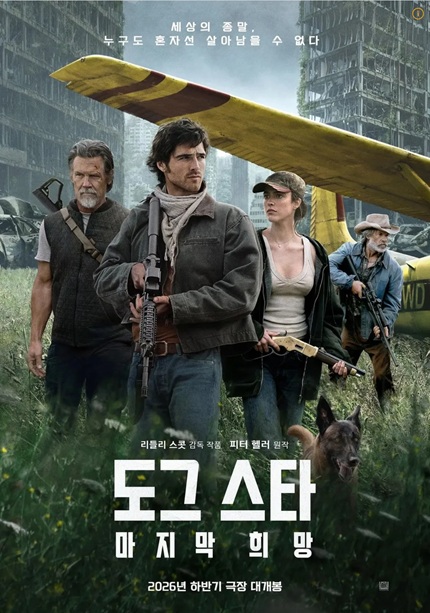 세상의 종말,
누구도 혼자선 살아남을 수 없다
MD
리들리 스콧 감독 작품 피터 헬러 원작
도그 스타
마지막 희망
2026년 하반기 극장 대개봉